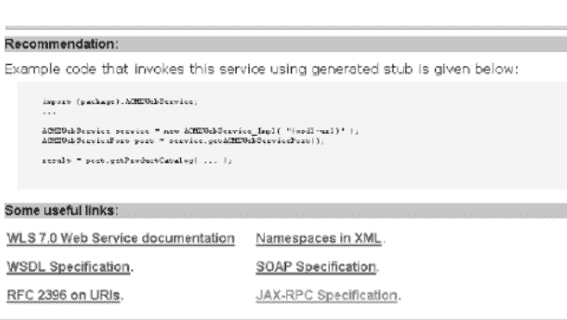 Recommendation:
Example code that invokes this service using generated stub is given below:
import {package}.ACMEWebService;
...
ACMEWebService service = new ACMEWebService_Impl( "{wsdl-url}" );
ACMEWebServicePort port = service.getACMEWebServicePort();
result = port.getProductCatalog( ... );
Some useful links:
WLS 7.0 Web Service documentation    Namespaces in XML.
WSDL Specification.    SOAP Specification.
RFC 2396 on URIs.    JAX-RPC Specification.